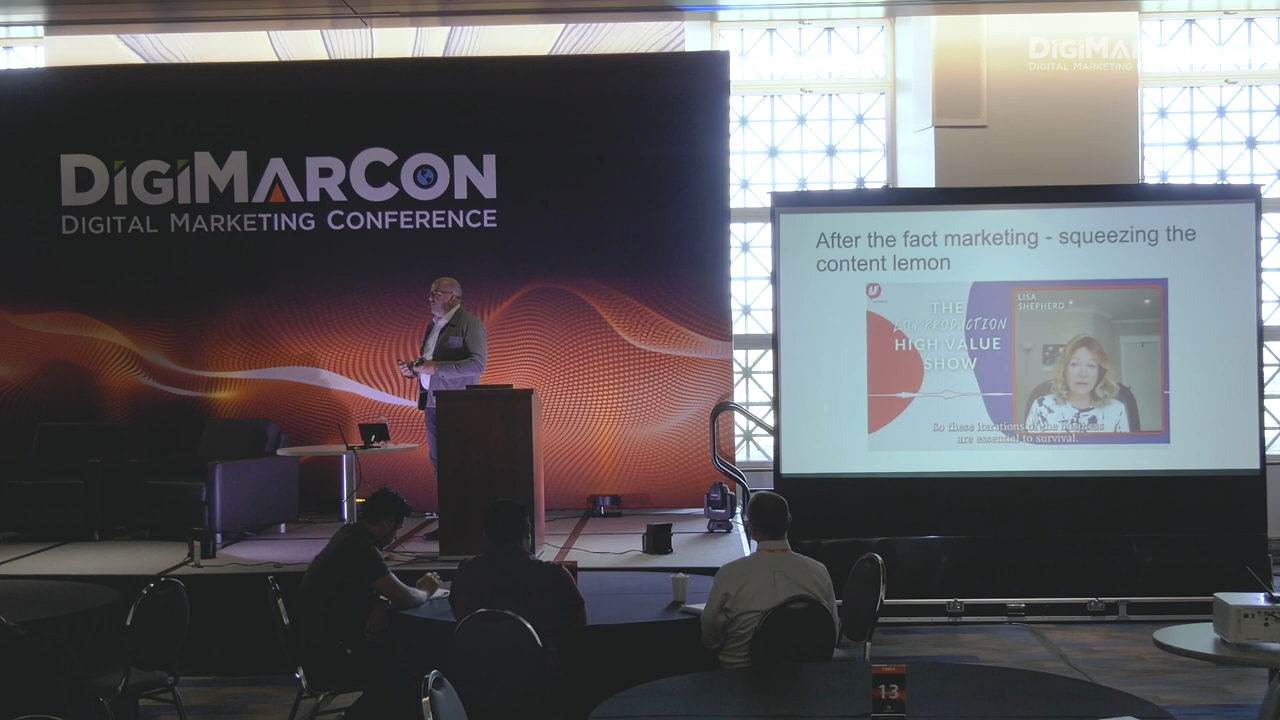 DIGIMARCON
DIGITAL MARKETING CONFERENCE
DIGIMAR
DIGITAL MARKETING
After the fact marketing - squeezing the
content lemon
THE
LOW PRODUCTION
HIGH VALUE
SHOW
LISA
SHEPHERD
So these iterations of the business
are essential to survival.
13